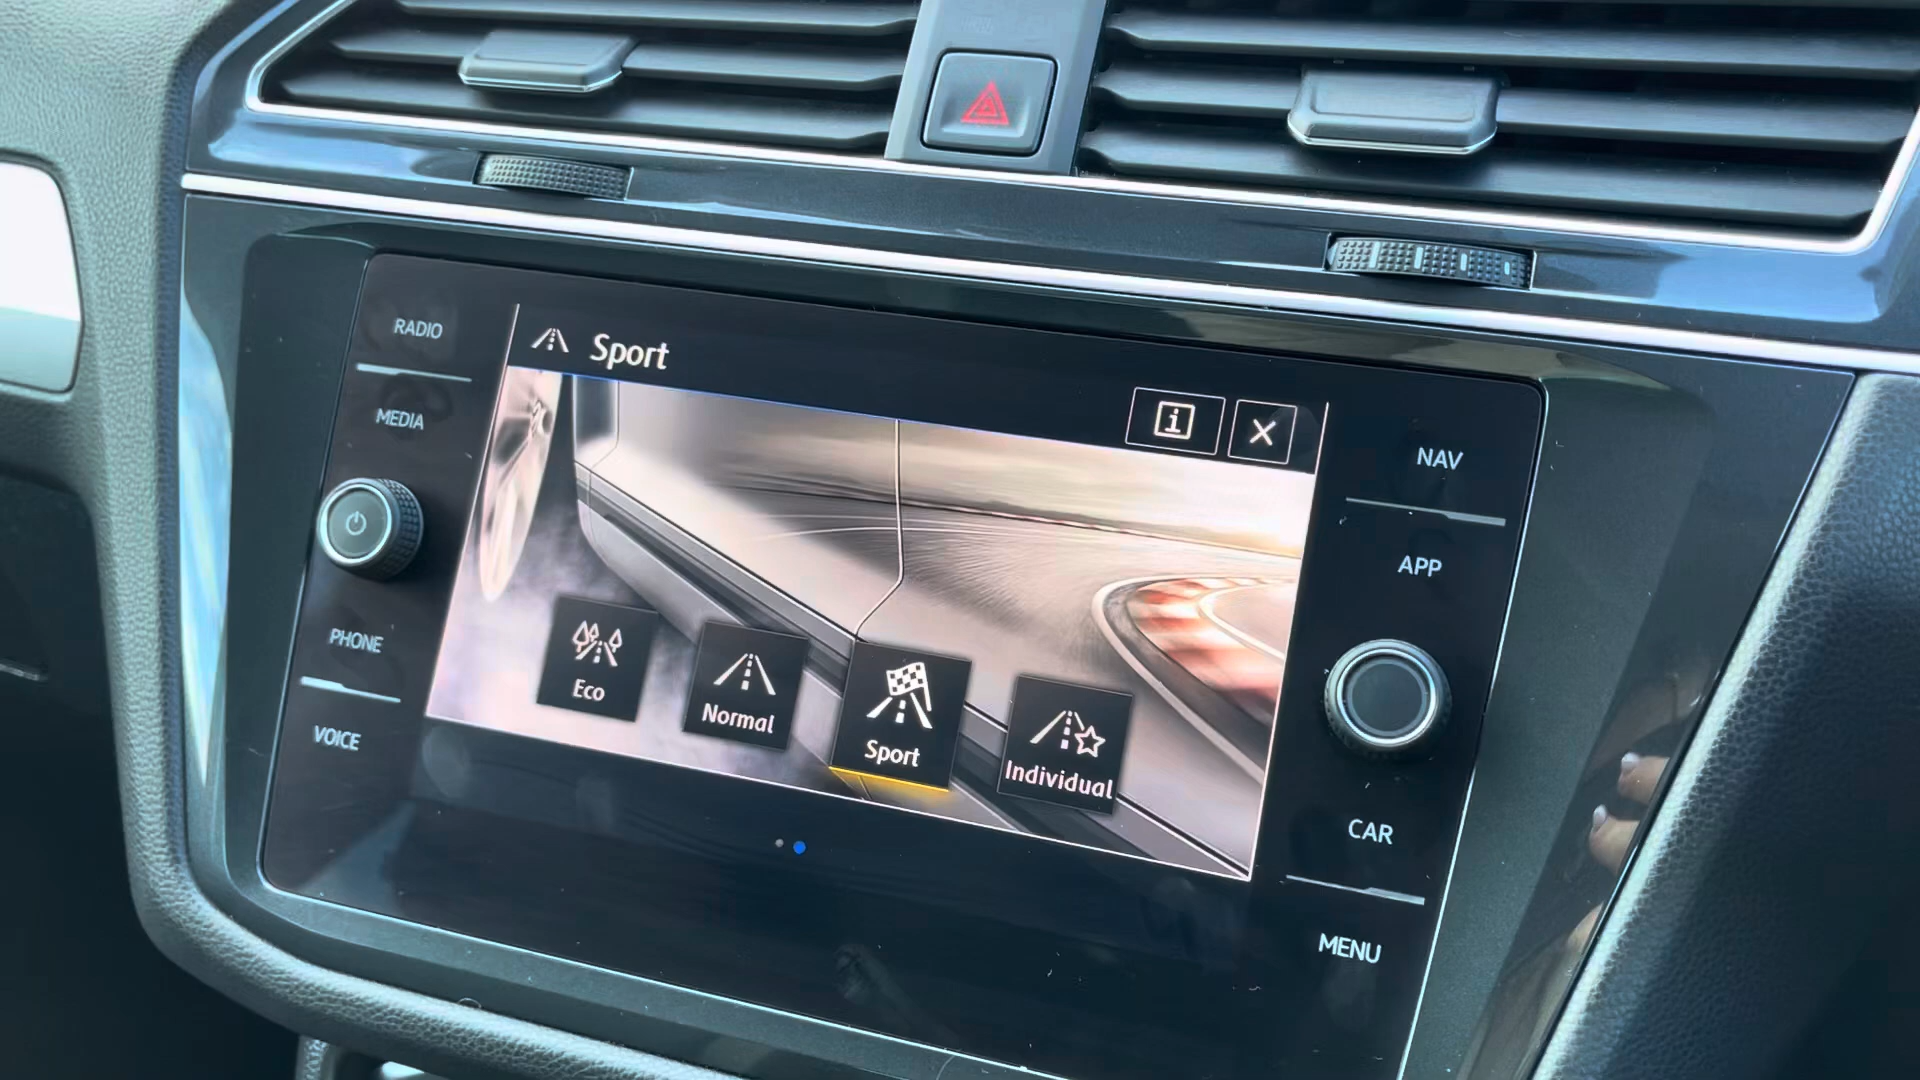 RADIO
MEDIA
PHONE
VOICE
Sport
i
Eco
Normal
Sport
Individual
NAV
APP
CAR
MENU